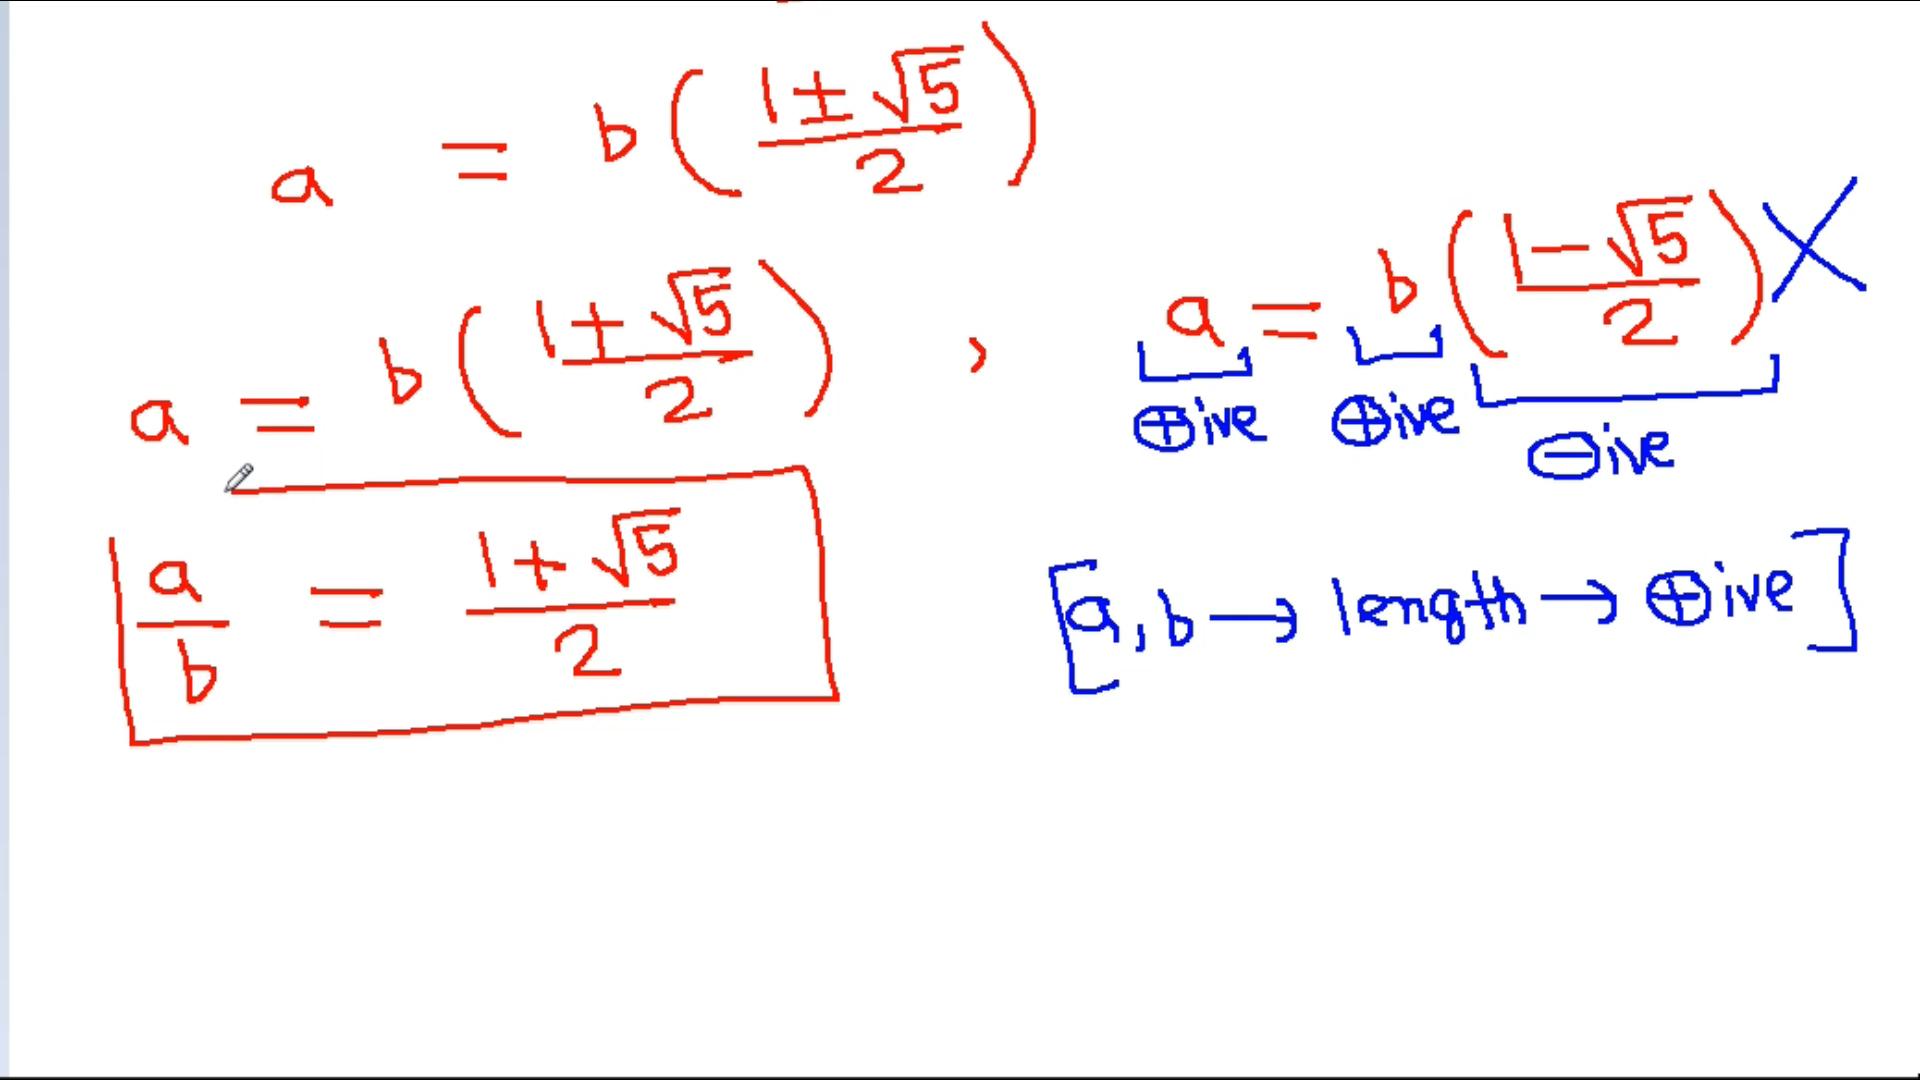 a = b(1±√5/2)
a = b(1+√5/2) , a = b(1-√5/2) X
⊕ive ⊕ive ⊖ive
a/b = 1+√5/2
[a, b → length → ⊕ive]